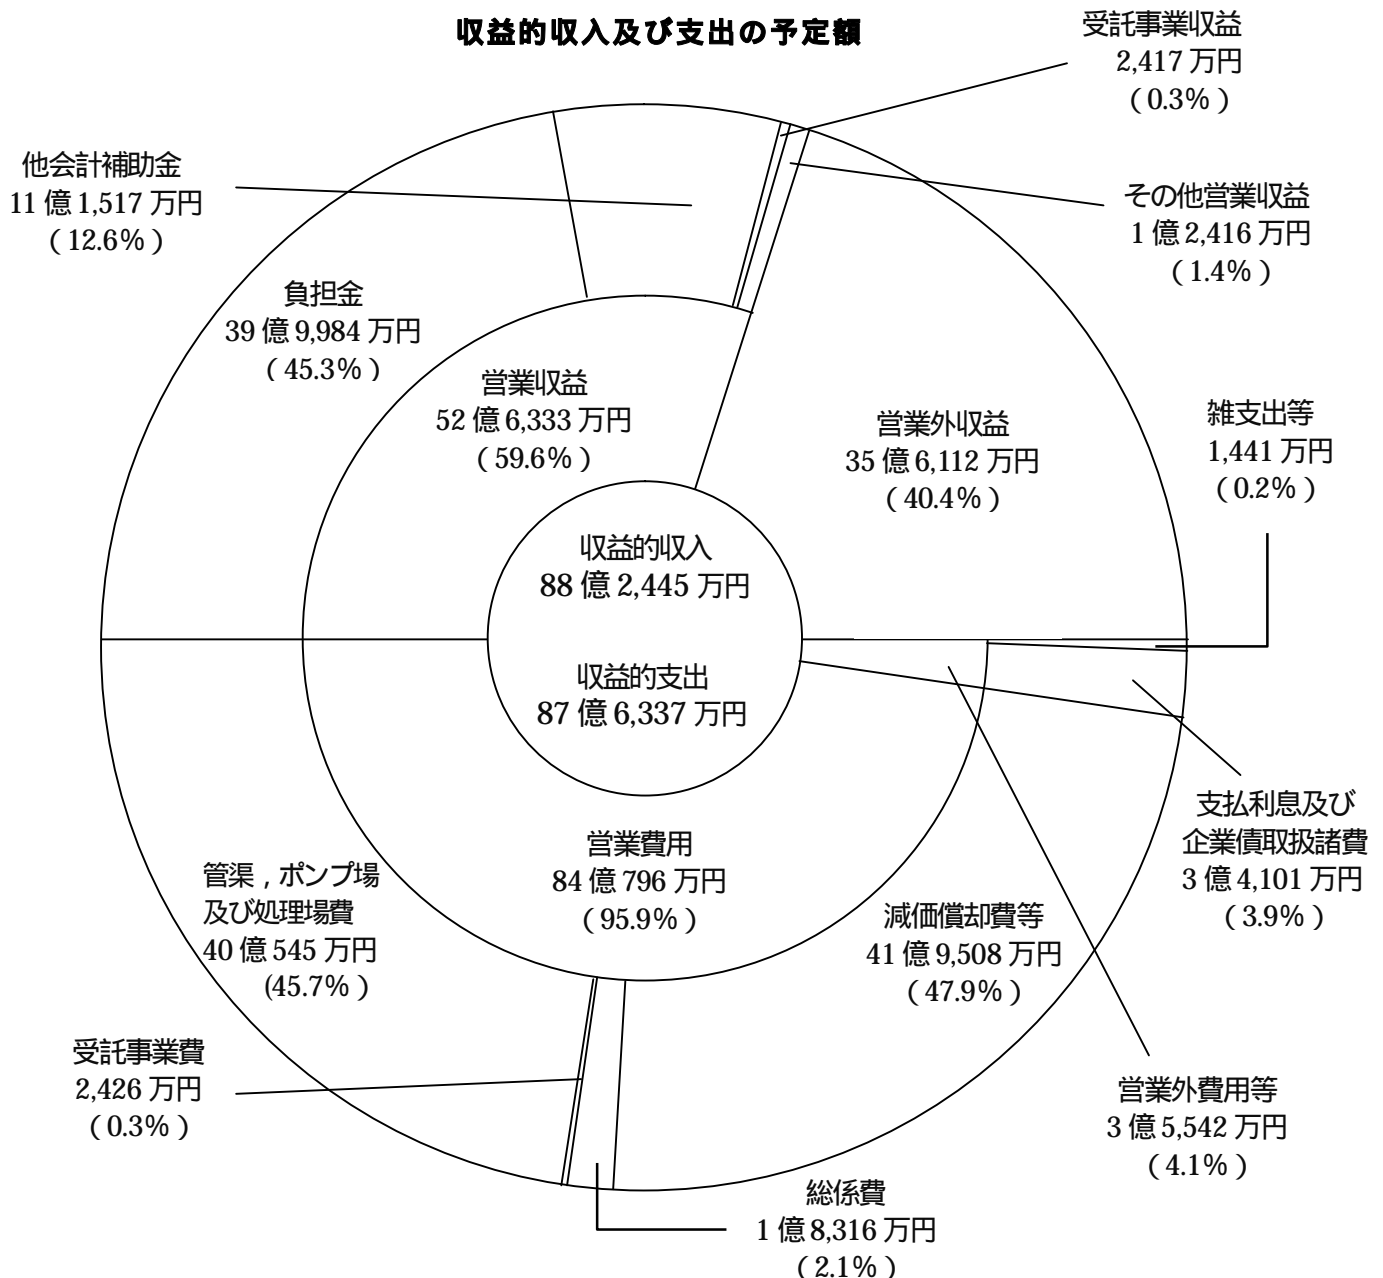 収益的収入及び支出の予定額
受託事業収益
2,417 万円
（0.3%）
他会計補助金
11 億 1,517 万円
（12.6%）
その他営業収益
1 億 2,416 万円
（1.4%）
負担金
39 億 9,984 万円
（45.3%）
営業収益
52 億 6,333 万円
（59.6%）
営業外収益
35 億 6,112 万円
（40.4%）
雑支出等
1,441 万円
（0.2%）
収益的収入
88 億 2,445 万円
収益的支出
87 億 6,337 万円
支払利息及び
企業債取扱諸費
3 億 4,101 万円
（3.9%）
営業費用
84 億 796 万円
（95.9%）
管渠，ポンプ場
及び処理場費
40 億 545 万円
(45.7%）
減価償却費等
41 億 9,508 万円
（47.9%）
受託事業費
2,426 万円
（0.3%）
営業外費用等
3 億 5,542 万円
（4.1%）
総係費
1 億 8,316 万円
（2.1%）